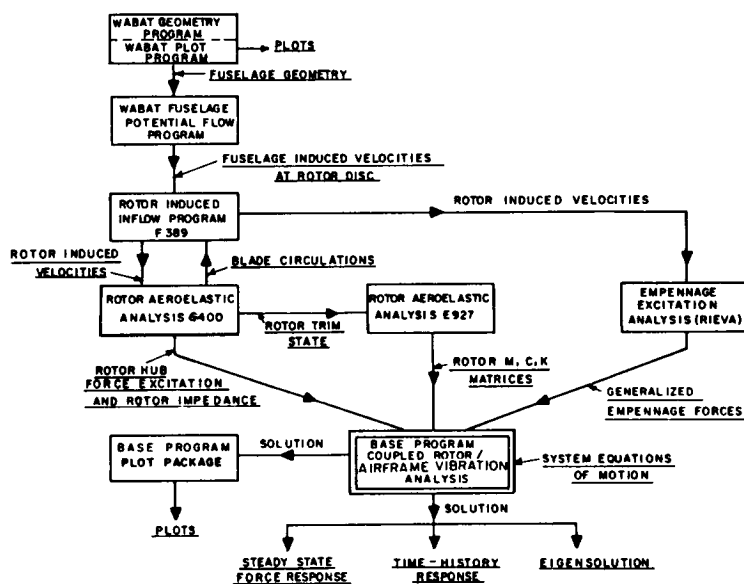 WABAT GEOMETRY
PROGRAM
WABAT PLOT
PROGRAM
PLOTS
FUSELAGE GEOMETRY
WABAT FUSELAGE
POTENTIAL FLOW
PROGRAM
FUSELAGE INDUCED VELOCITIES
AT ROTOR DISC
ROTOR INDUCED
INFLOW PROGRAM
F389
ROTOR INDUCED VELOCITIES
ROTOR INDUCED
VELOCITIES
BLADE CIRCULATIONS
ROTOR AEROELASTIC
ANALYSIS G400
ROTOR TRIM
STATE
ROTOR AEROELASTIC
ANALYSIS E927
EMPENNAGE
EXCITATION
ANALYSIS (RIEVA)
ROTOR HUB
FORCE EXCITATION
AND ROTOR IMPEDANCE
ROTOR M, C, K
MATRICES
GENERALIZED
EMPENNAGE FORCES
BASE PROGRAM
PLOT PACKAGE
SOLUTION
BASE PROGRAM
COUPLED ROTOR /
AIRFRAME VIBRATION
ANALYSIS
SYSTEM EQUATIONS
OF MOTION
PLOTS
SOLUTION
STEADY STATE
FORCE RESPONSE
TIME-HISTORY
RESPONSE
EIGENSOLUTION